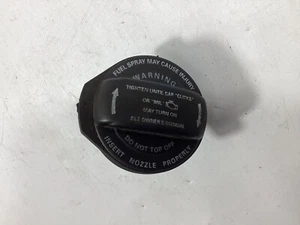 FUEL SPRAY MAY CAUSE INJURY
WARNING
TIGHTEN UNTIL CAP "CLICKS"
OR "MIL"
MAY TURN ON
SEE OWNER'S MANUAL
DO NOT TOP OFF
INSERT NOZZLE PROPERLY